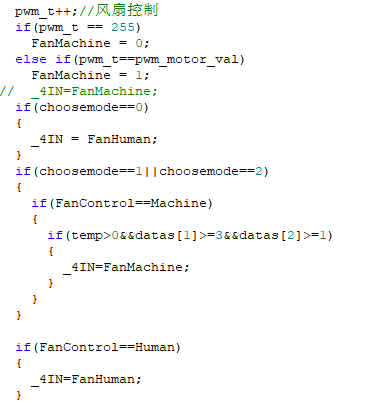 pwm_t++;//风扇控制
if(pwm_t == 255)
FanMachine = 0;
else if(pwm_t==pwm_motor_val)
FanMachine = 1;
// _4IN=FanMachine;
if(choosemode==0)
{
_4IN = FanHuman;
}
if(choosemode==1||choosemode==2)
{
if(FanControl==Machine)
{
if(temp>0&&datas[1]>=3&&datas[2]>=1)
{
_4IN=FanMachine;
}
}
}
if(FanControl==Human)
{
_4IN=FanHuman;
}